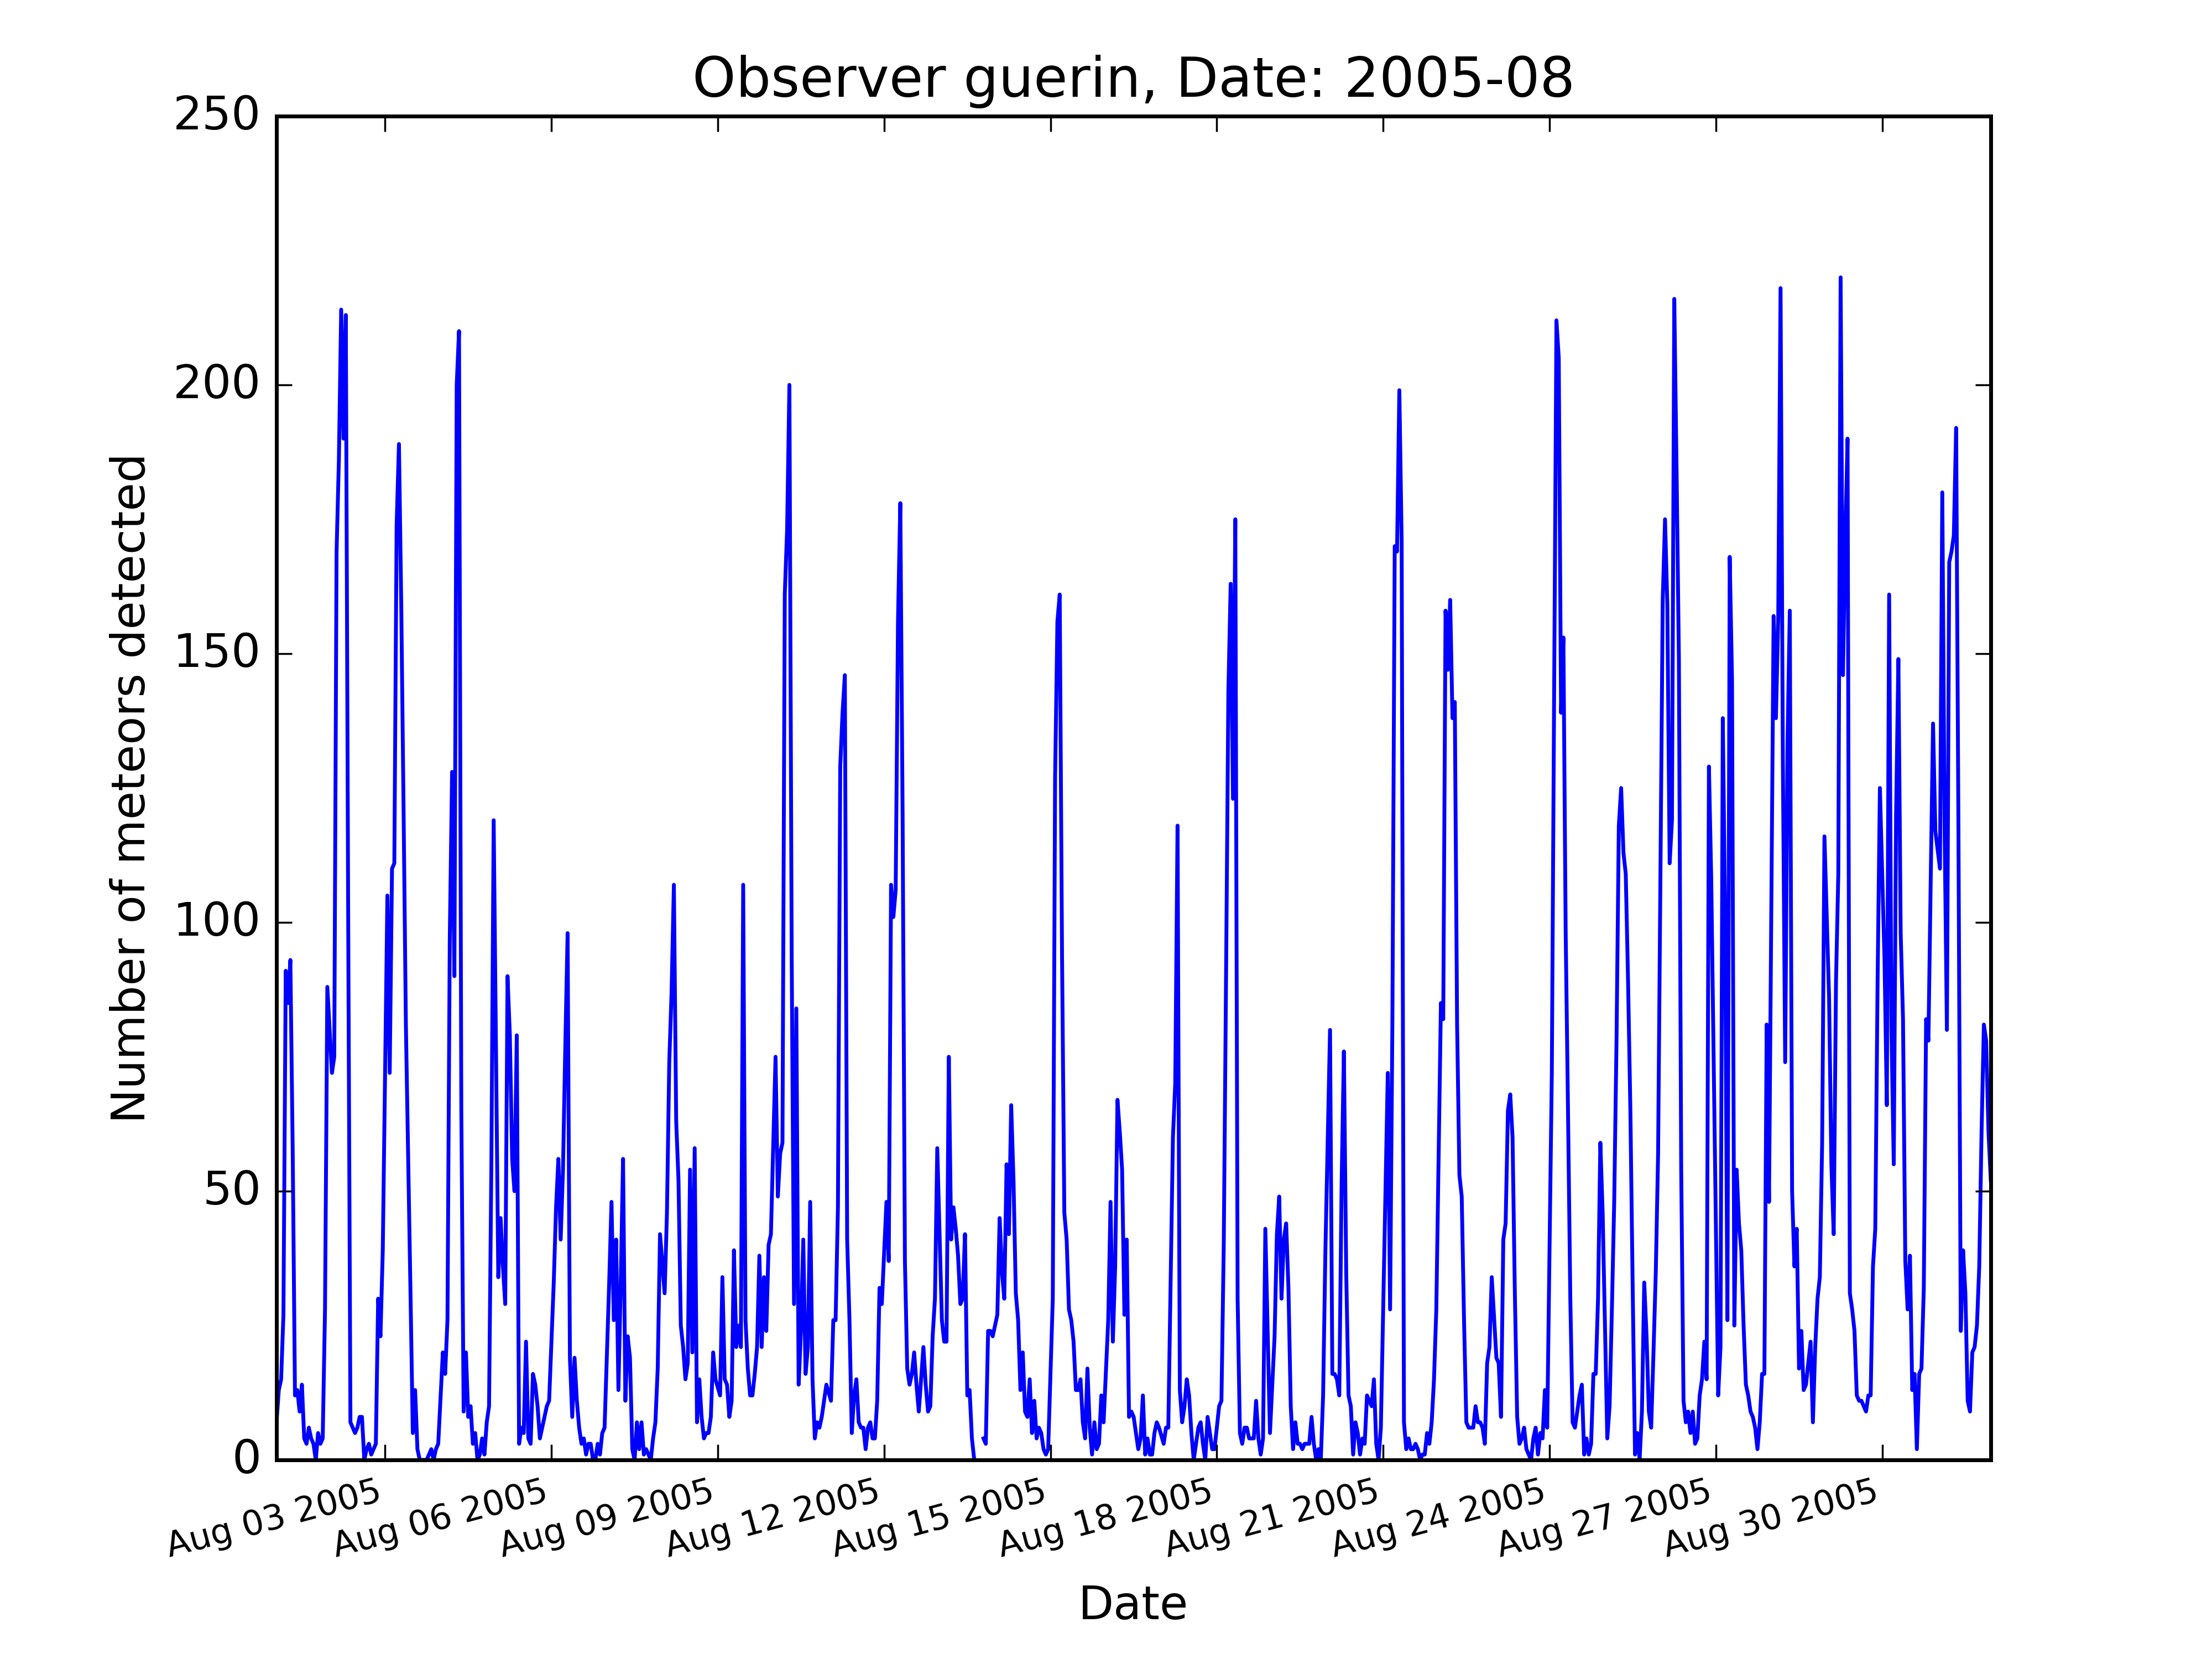 Observer guerin, Date: 2005-08
250
200
150
100
50
0
Number of meteors detected
Aug 03 2005
Aug 06 2005
Aug 09 2005
Aug 12 2005
Aug 15 2005
Aug 18 2005
Aug 21 2005
Aug 24 2005
Aug 27 2005
Aug 30 2005
Date